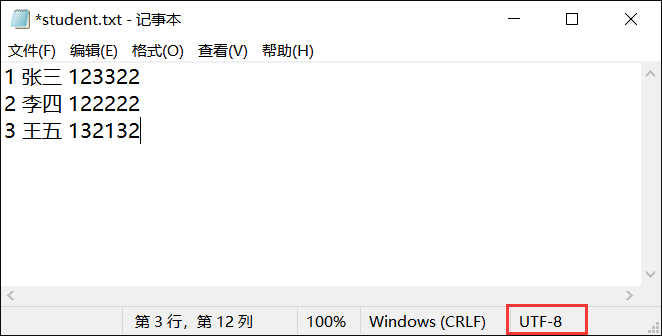 *student.txt - 记事本
文件(F) 编辑(E) 格式(O) 查看(V) 帮助(H)
1 张三 123322
2 李四 122222
3 王五 132132
第 3 行，第 12 列 100% Windows (CRLF) UTF-8